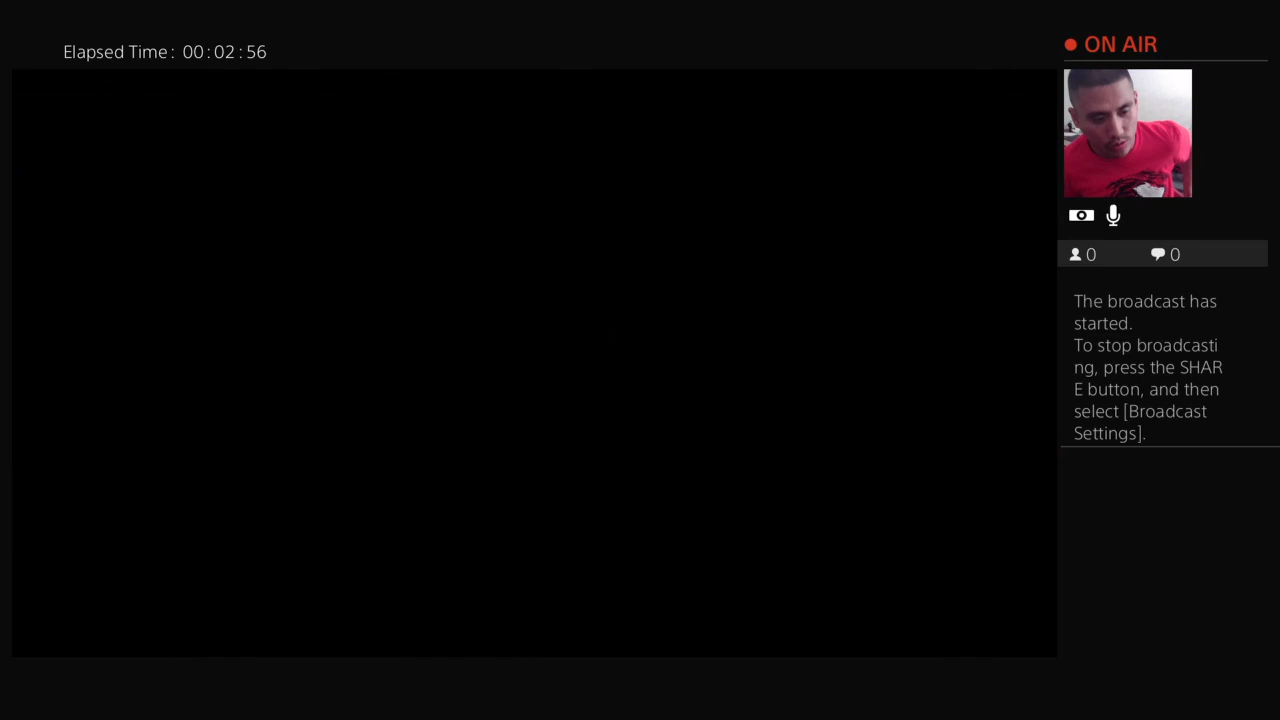 Elapsed Time: 00:02:56
ON AIR
0 0
The broadcast has
started.
To stop broadcasti
ng, press the SHAR
E button, and then
select [Broadcast
Settings].